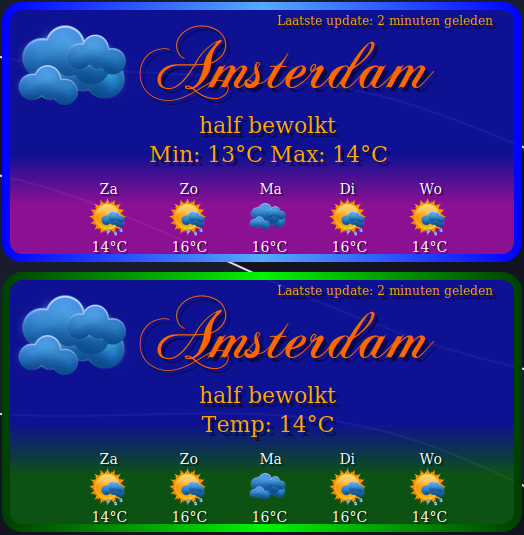 Laatste update: 2 minuten geleden
Amsterdam
half bewolkt
Min: 13°C Max: 14°C
Za Zo Ma Di Wo
14°C 16°C 16°C 16°C 14°C
Laatste update: 2 minuten geleden
Amsterdam
half bewolkt
Temp: 14°C
Za Zo Ma Di Wo
14°C 16°C 16°C 16°C 14°C